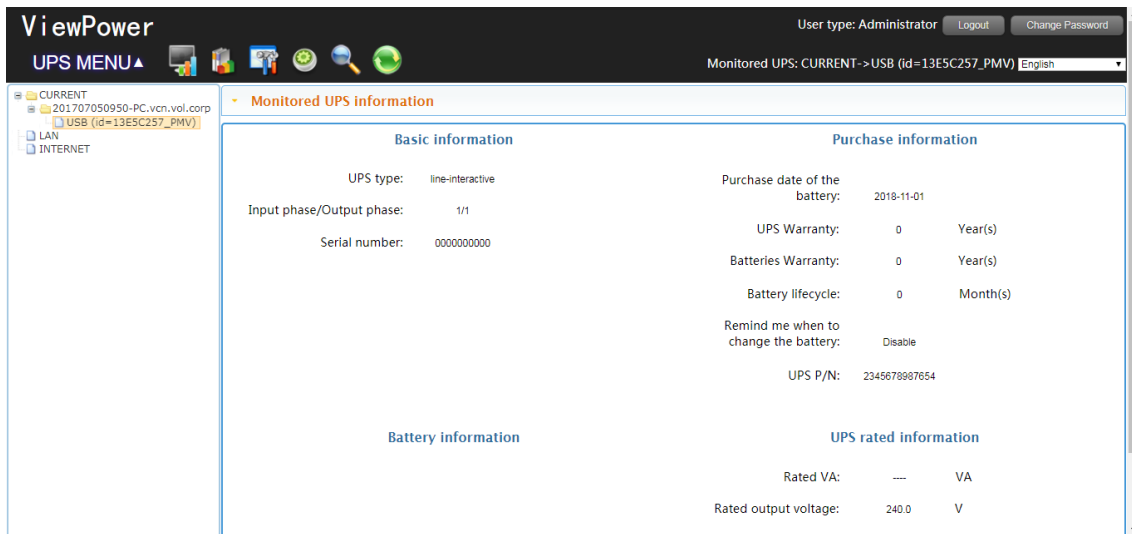 ViewPower
User type: Administrator Logout Change Password
UPS MENU▲
Monitored UPS: CURRENT->USB (id=13E5C257_PMV) English
CURRENT
201707050950-PC.vcn.vol.corp
USB (id=13E5C257_PMV)
LAN
INTERNET
Monitored UPS information
Basic information
UPS type: line-interactive
Input phase/Output phase: 1/1
Serial number: 0000000000
Purchase information
Purchase date of the
battery: 2018-11-01
UPS Warranty: 0 Year(s)
Batteries Warranty: 0 Year(s)
Battery lifecycle: 0 Month(s)
Remind me when to
change the battery: Disable
UPS P/N: 2345678987654
Battery information
UPS rated information
Rated VA: ---- VA
Rated output voltage: 240.0 V